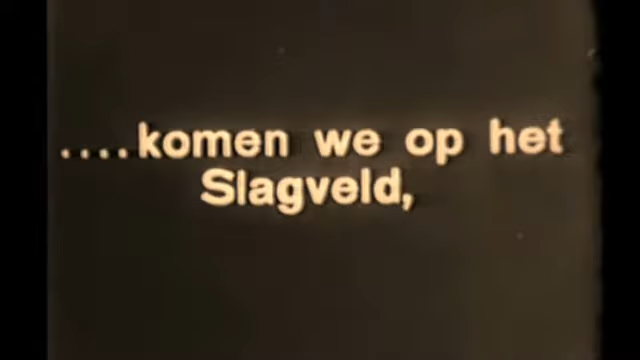 ....komen we op het
Slagveld,